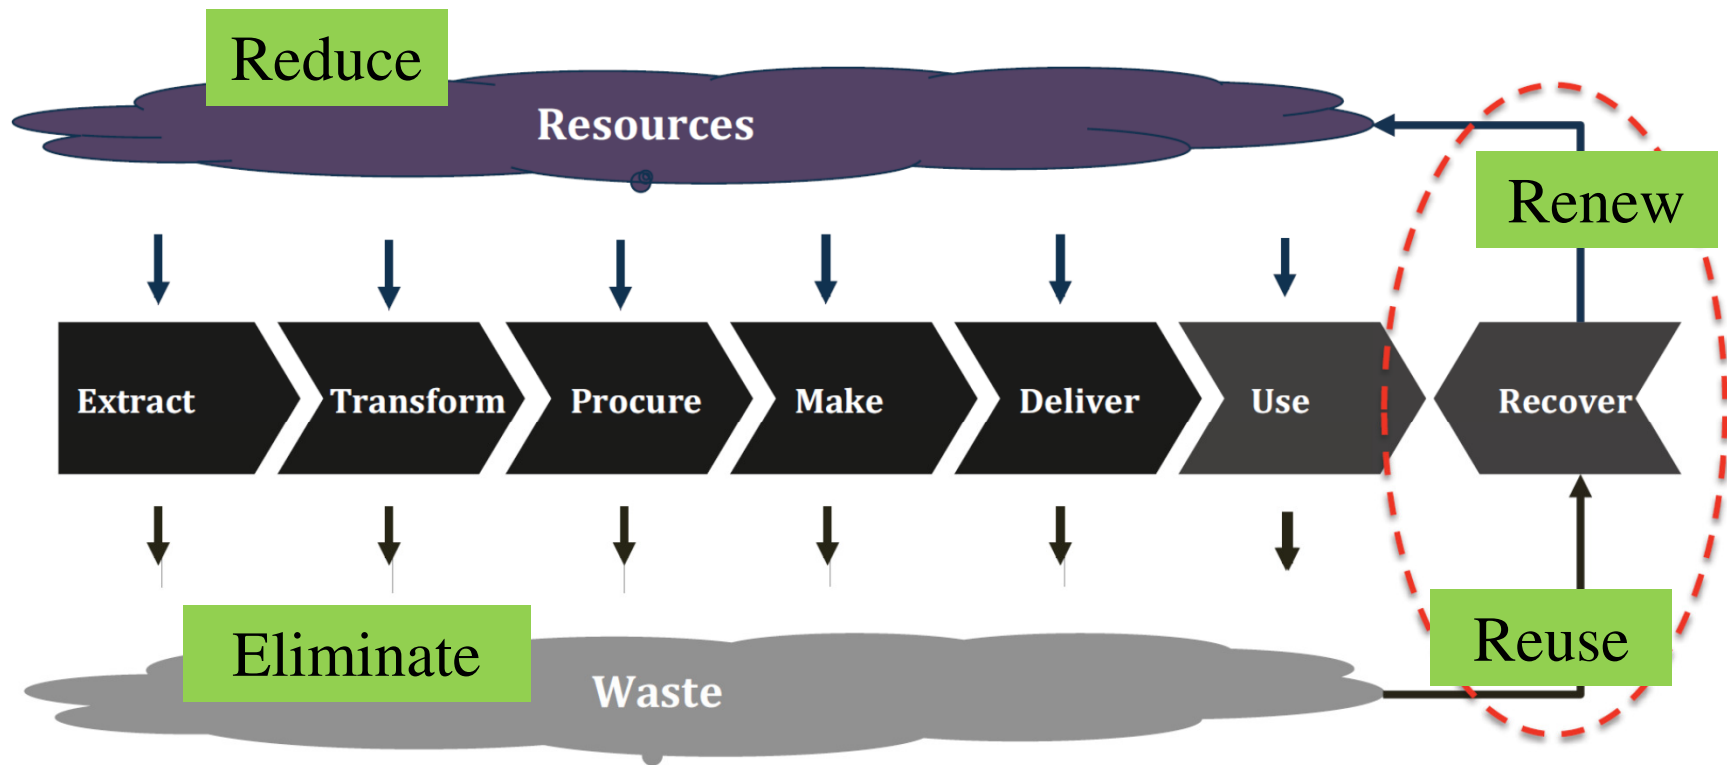 Reduce
Resources
Renew
Extract
Transform
Procure
Make
Deliver
Use
Recover
Eliminate
Waste
Reuse